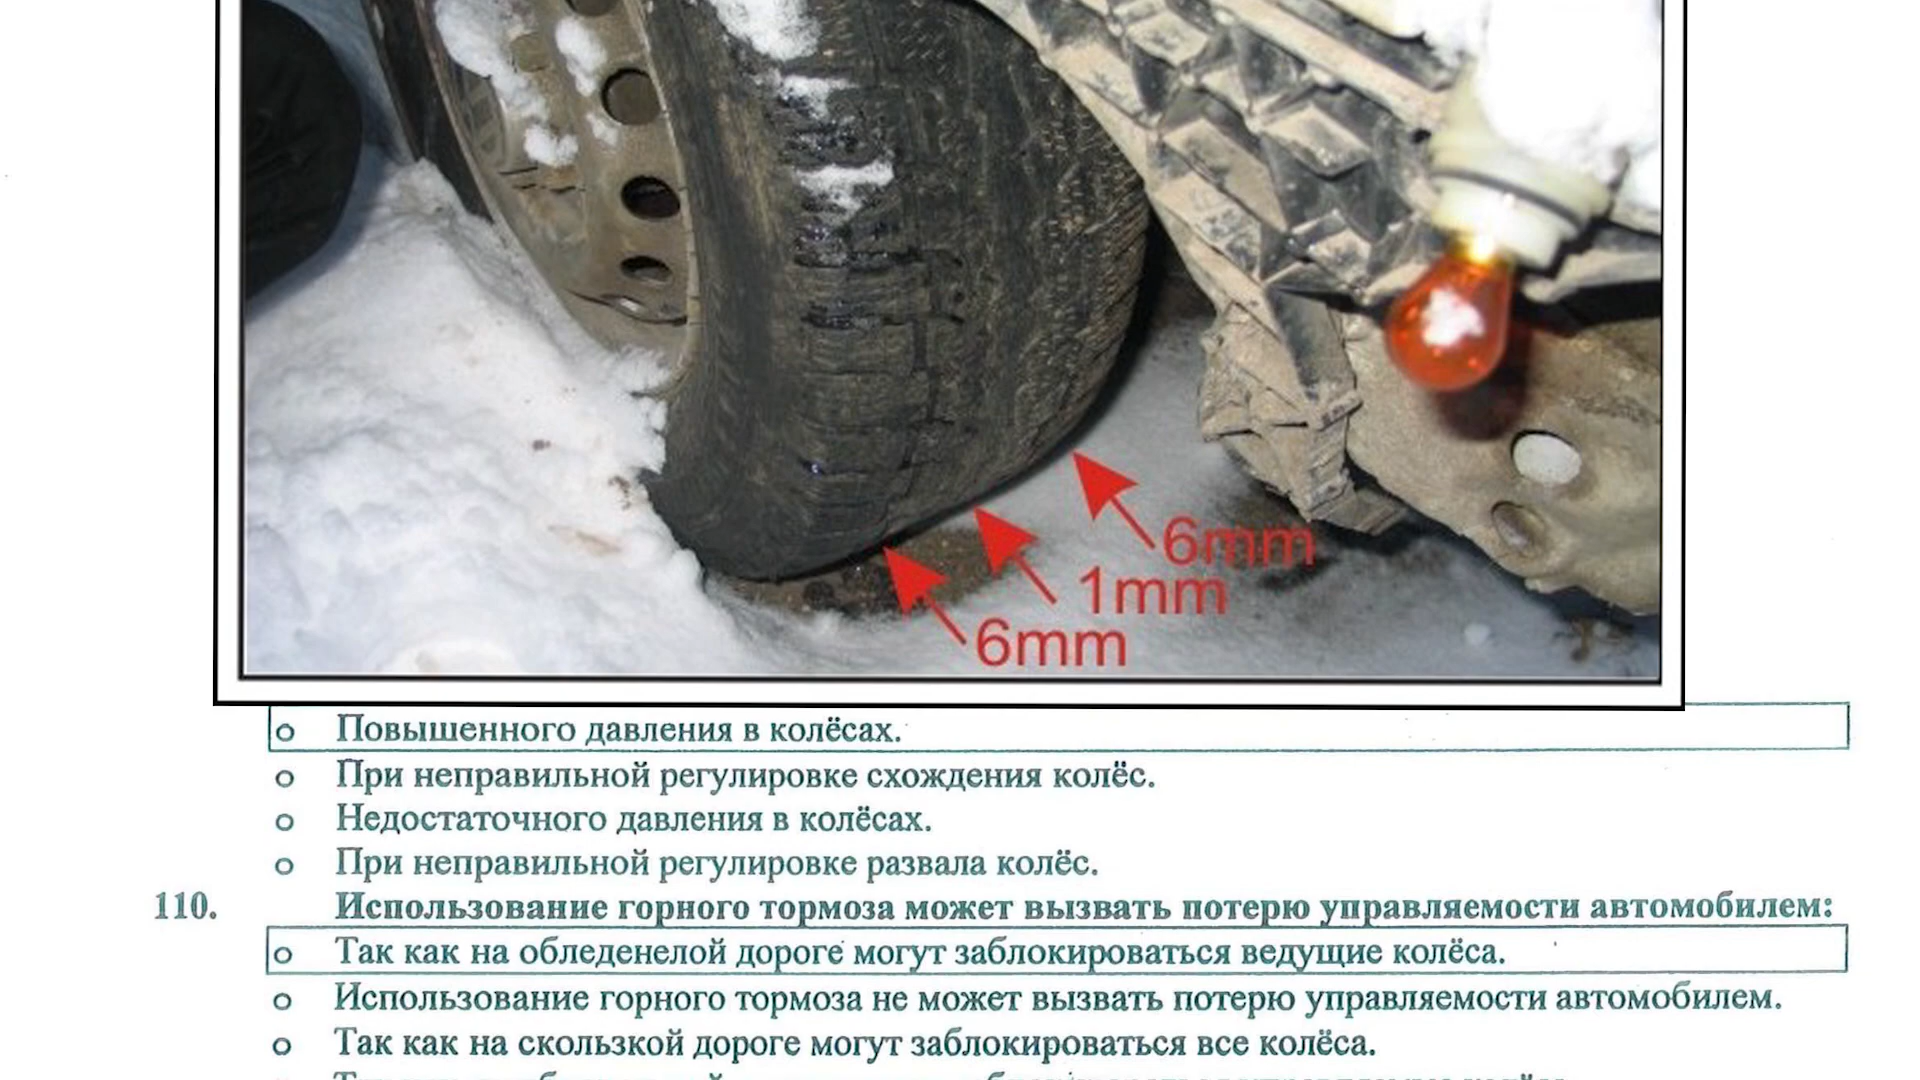 6mm
1mm
6mm
o Повышенного давления в колёсах.
o При неправильной регулировке схождения колёс.
o Недостаточного давления в колёсах.
o При неправильной регулировке развала колёс.
110. Использование горного тормоза может вызвать потерю управляемости автомобилем:
o Так как на обледенелой дороге могут заблокироваться ведущие колёса.
o Использование горного тормоза не может вызвать потерю управляемости автомобилем.
o Так как на скользкой дороге могут заблокироваться все колёса.